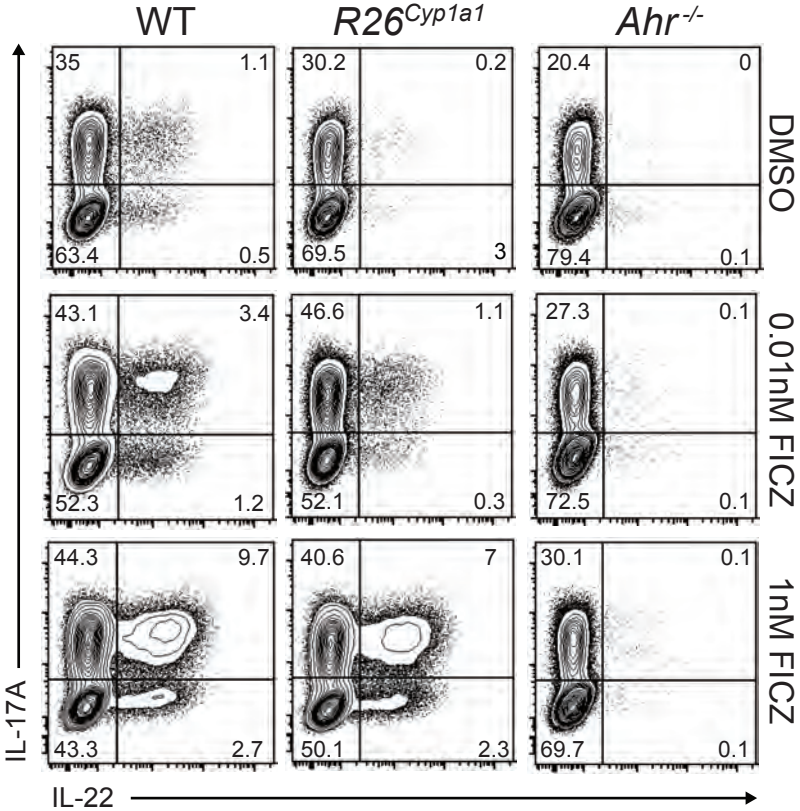 WT R26Cyp1a1 Ahr-/-
35 1.1 30.2 0.2 20.4 0
63.4 0.5 69.5 3 79.4 0.1
DMSO
43.1 3.4 46.6 1.1 27.3 0.1
52.3 1.2 52.1 0.3 72.5 0.1
0.01nM FICZ
44.3 9.7 40.6 7 30.1 0.1
43.3 2.7 50.1 2.3 69.7 0.1
1nM FICZ
IL-17A
IL-22